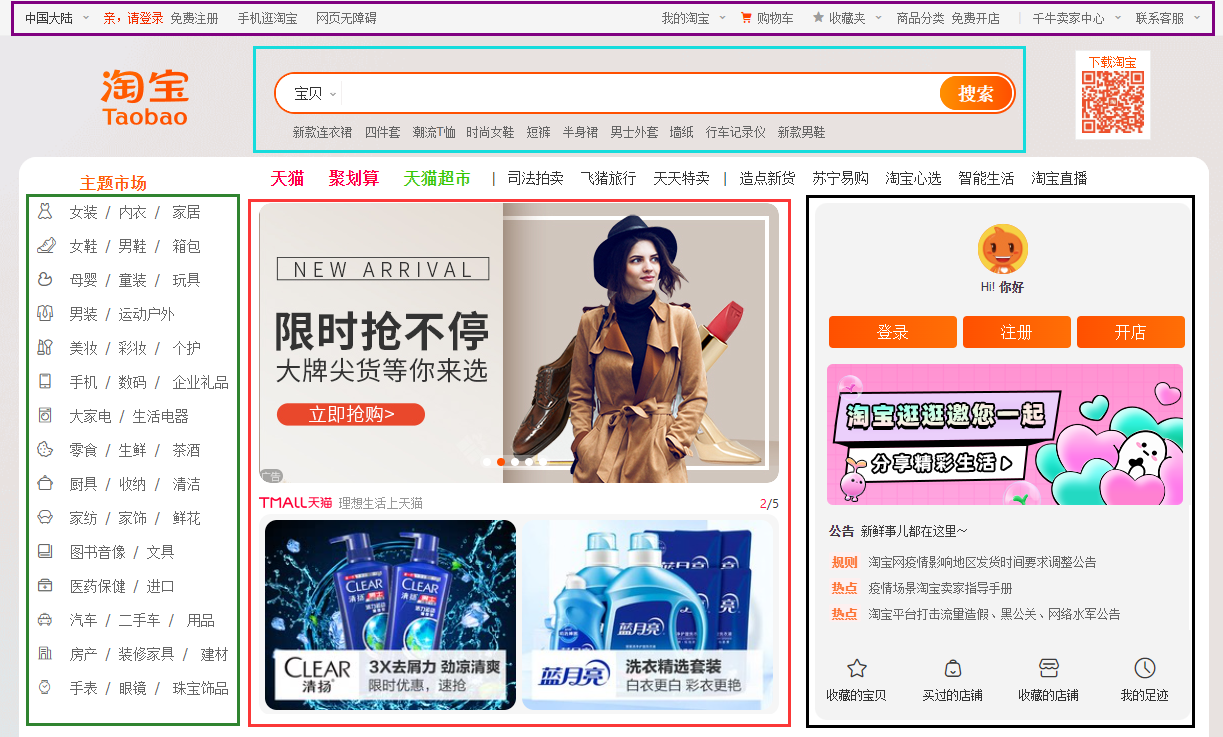 中国大陆 亲，请登录 免费注册 手机逛淘宝 网页无障碍 我的淘宝 购物车 收藏夹 商品分类 免费开店 千牛卖家中心 联系客服
淘宝
Taobao
宝贝 搜索
新款连衣裙 四件套 潮流T恤 时尚女鞋 短裤 半身裙 男士外套 墙纸 行车记录仪 新款男鞋
下载淘宝
主题市场
天猫 聚划算 天猫超市 | 司法拍卖 飞猪旅行 天天特卖 | 造点新货 苏宁易购 淘宝心选 智能生活 淘宝直播
女装 / 内衣 / 家居
女鞋 / 男鞋 / 箱包
母婴 / 童装 / 玩具
男装 / 运动户外
美妆 / 彩妆 / 个护
手机 / 数码 / 企业礼品
大家电 / 生活电器
零食 / 生鲜 / 茶酒
厨具 / 收纳 / 清洁
家纺 / 家饰 / 鲜花
图书音像 / 文具
医药保健 / 进口
汽车 / 二手车 / 用品
房产 / 装修家具 / 建材
手表 / 眼镜 / 珠宝饰品
NEW ARRIVAL
限时抢不停
大牌尖货等你来选
立即抢购>
广告
TMALL天猫 理想生活上天猫 2/5
CLEAR
清扬
CLEAR
清扬
CLEAR
清扬
3X去屑力 劲凉清爽
限时优惠，速抢
蓝月亮
蓝月亮
洗衣精选套装
白衣更白 彩衣更艳
Hi! 你好
登录 注册 开店
淘宝逛逛邀您一起
分享精彩生活
公告 新鲜事儿都在这里～
规则 淘宝网疫情影响地区发货时间要求调整公告
热点 疫情场景淘宝卖家指导手册
热点 淘宝平台打击流量造假、黑公关、网络水军公告
收藏的宝贝 买过的店铺 收藏的店铺 我的足迹